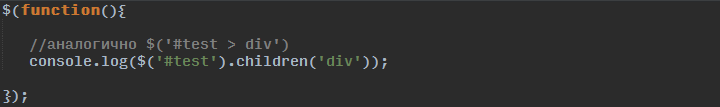 $(function(){
//аналогично $('#test > div')
console.log($('#test').children('div'));
});